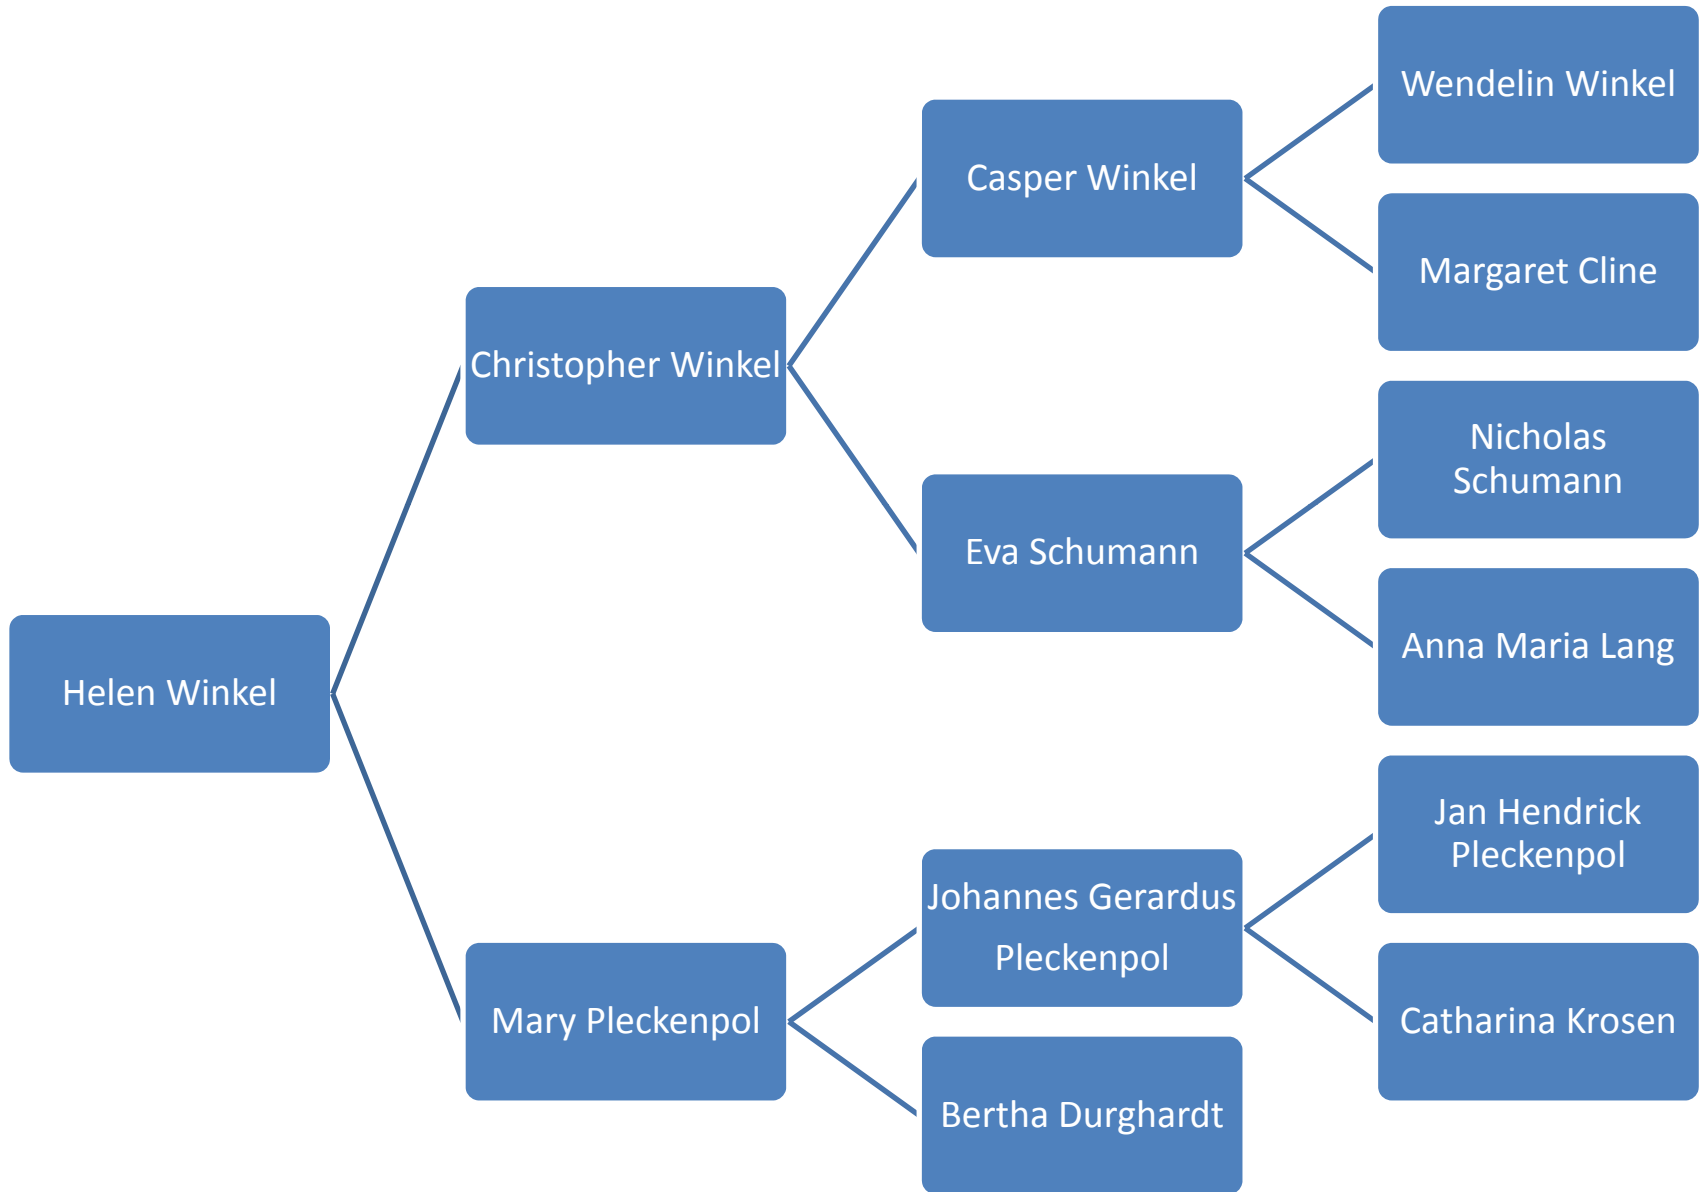 Wendelin Winkel
Casper Winkel
Margaret Cline
Christopher Winkel
Nicholas
Schumann
Eva Schumann
Anna Maria Lang
Helen Winkel
Jan Hendrick
Pleckenpol
Johannes Gerardus
Pleckenpol
Mary Pleckenpol
Catharina Krosen
Bertha Durghardt